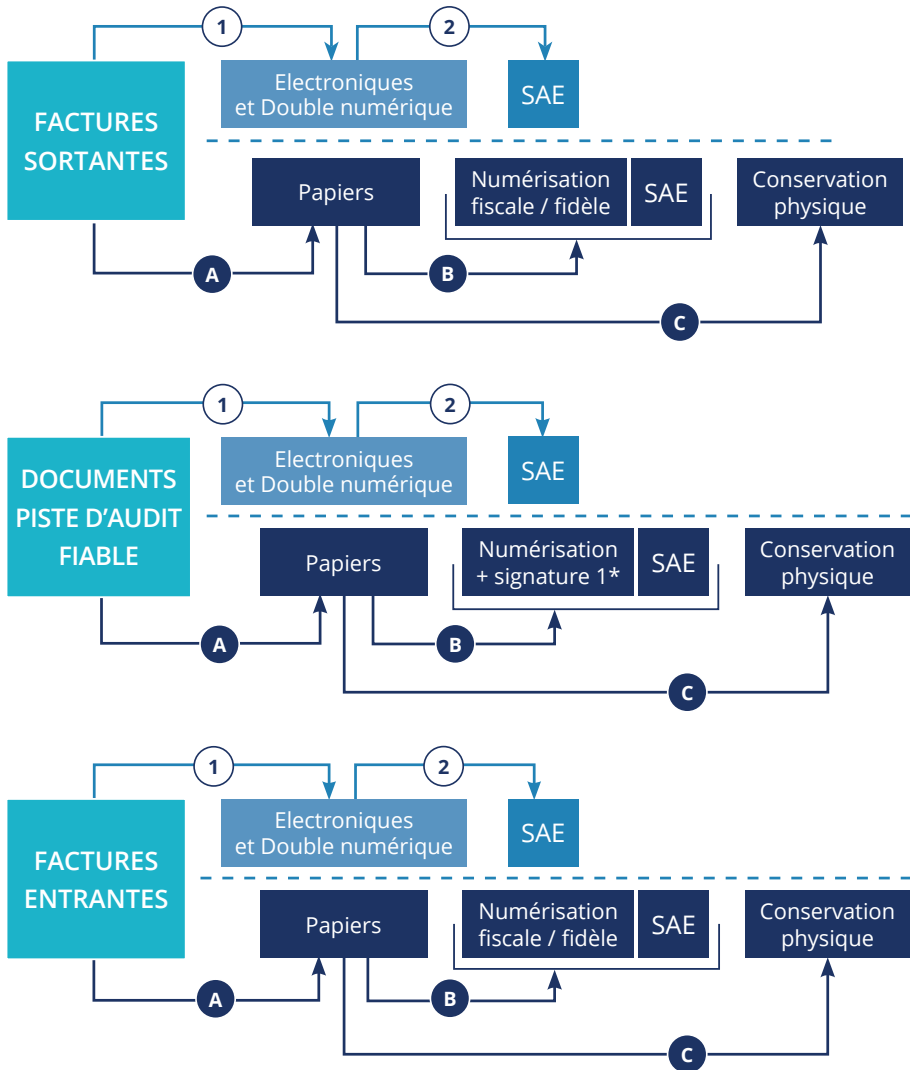 1
2
FACTURES
SORTANTES
Electroniques
et Double numérique
SAE
Papiers
Numérisation
fiscale / fidèle
SAE
Conservation
physique
A
B
C
1
2
DOCUMENTS
PISTE D'AUDIT
FIABLE
Electroniques
et Double numérique
SAE
Papiers
Numérisation
+ signature 1*
SAE
Conservation
physique
A
B
C
1
2
FACTURES
ENTRANTES
Electroniques
et Double numérique
SAE
Papiers
Numérisation
fiscale / fidèle
SAE
Conservation
physique
A
B
C